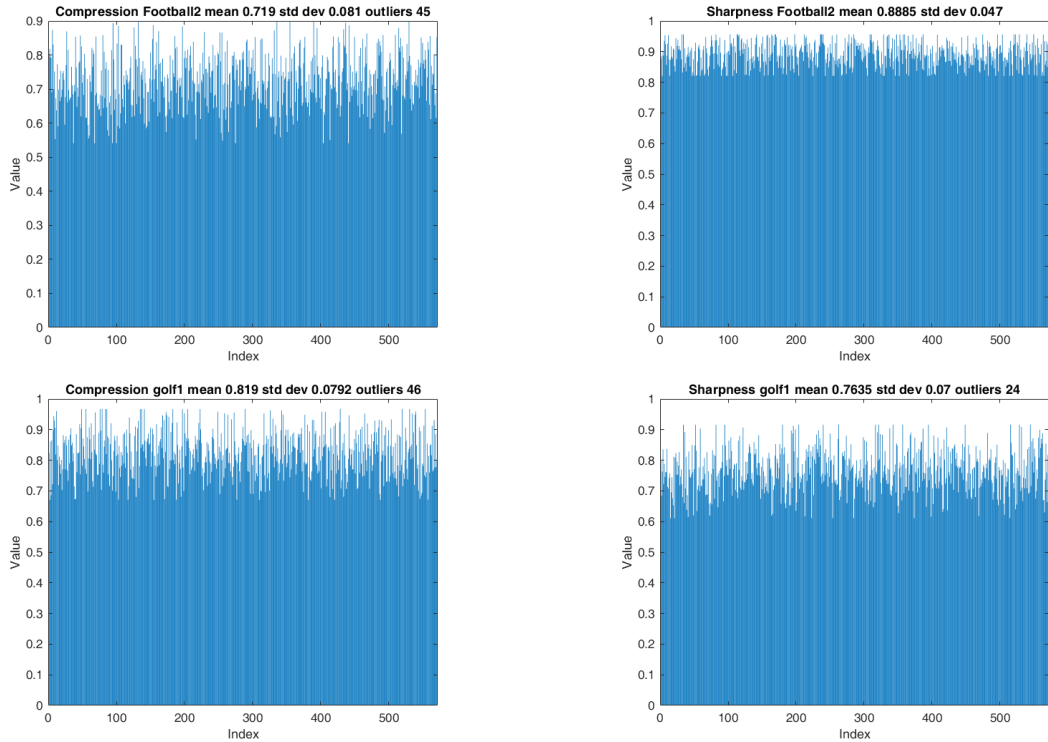 Compression Football2 mean 0.719 std dev 0.081 outliers 45
0.9
0.8
0.7
0.6
0.5
0.4
0.3
0.2
0.1
0
Value
0 100 200 300 400 500
Index
Sharpness Football2 mean 0.8885 std dev 0.047
1
0.9
0.8
0.7
0.6
0.5
0.4
0.3
0.2
0.1
0
Value
0 100 200 300 400 500
Index
Compression golf1 mean 0.819 std dev 0.0792 outliers 46
1
0.9
0.8
0.7
0.6
0.5
0.4
0.3
0.2
0.1
0
Value
0 100 200 300 400 500
Index
Sharpness golf1 mean 0.7635 std dev 0.07 outliers 24
1
0.9
0.8
0.7
0.6
0.5
0.4
0.3
0.2
0.1
0
Value
0 100 200 300 400 500
Index